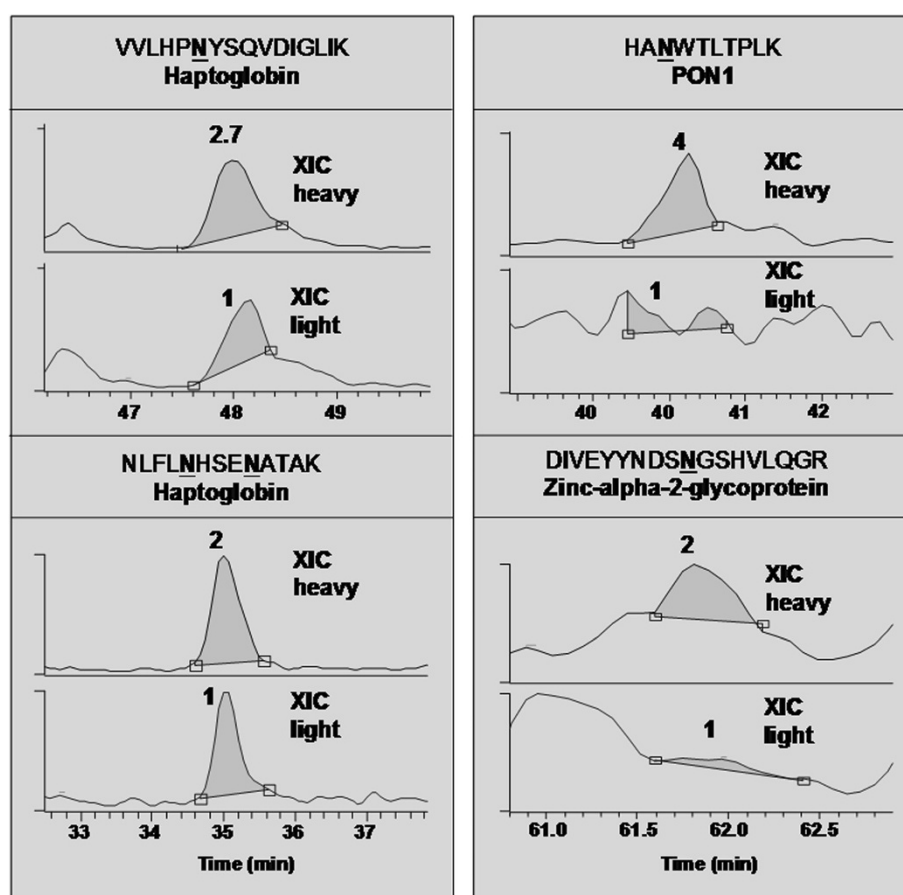 VVLHPNYSQVDIGLIK
Haptoglobin
2.7
XIC
heavy
1
XIC
light
47 48 49
HANWTLTPLK
PON1
4
XIC
heavy
1
XIC
light
40 40 41 42
NLFLNHSENATAK
Haptoglobin
2
XIC
heavy
1
XIC
light
33 34 35 36 37
Time (min)
DIVEYYNDSNGSHVLQGR
Zinc-alpha-2-glycoprotein
2
XIC
heavy
1
XIC
light
61.0 61.5 62.0 62.5
Time (min)